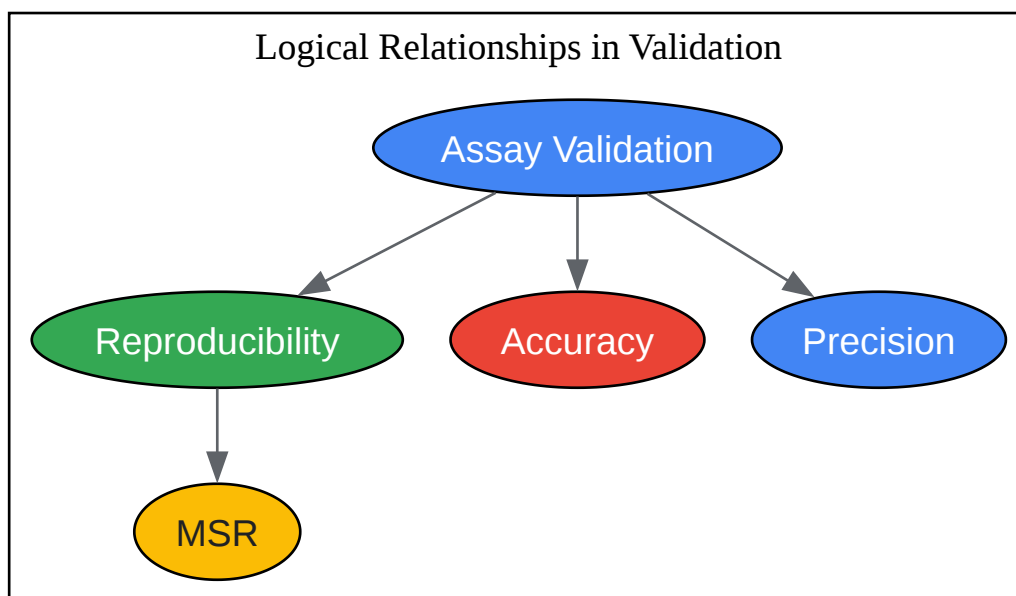 Logical Relationships in Validation
Assay Validation
Reproducibility
Accuracy
Precision
MSR